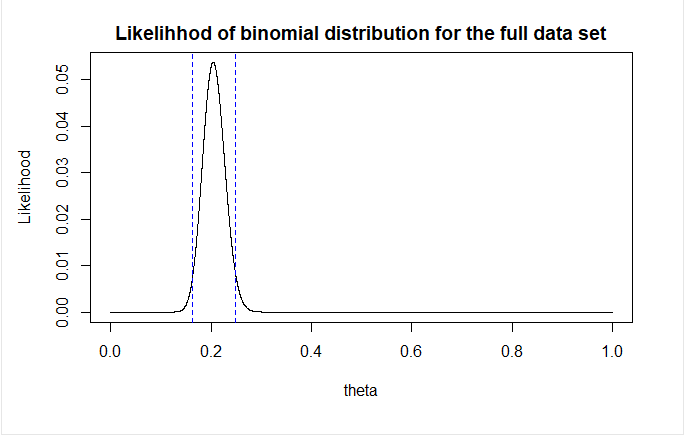 Likelihhod of binomial distribution for the full data set
Likelihood
0.05
0.04
0.03
0.02
0.01
0.00
0.0 0.2 0.4 0.6 0.8 1.0
theta